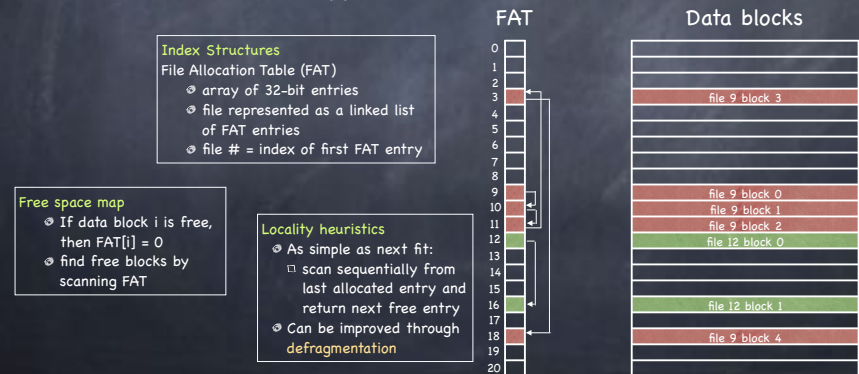 FAT
Data blocks
Index Structures
File Allocation Table (FAT)
array of 32-bit entries
file represented as a linked list
of FAT entries
file # = index of first FAT entry
Free space map
If data block i is free,
then FAT[i] = 0
find free blocks by
scanning FAT
Locality heuristics
As simple as next fit:
scan sequentially from
last allocated entry and
return next free entry
Can be improved through
defragmentation
0
1
2
3 file 9 block 3
4
5
6
7
8
9 file 9 block 0
10 file 9 block 1
11 file 9 block 2
12 file 12 block 0
13
14
15
16 file 12 block 1
17
18 file 9 block 4
19
20